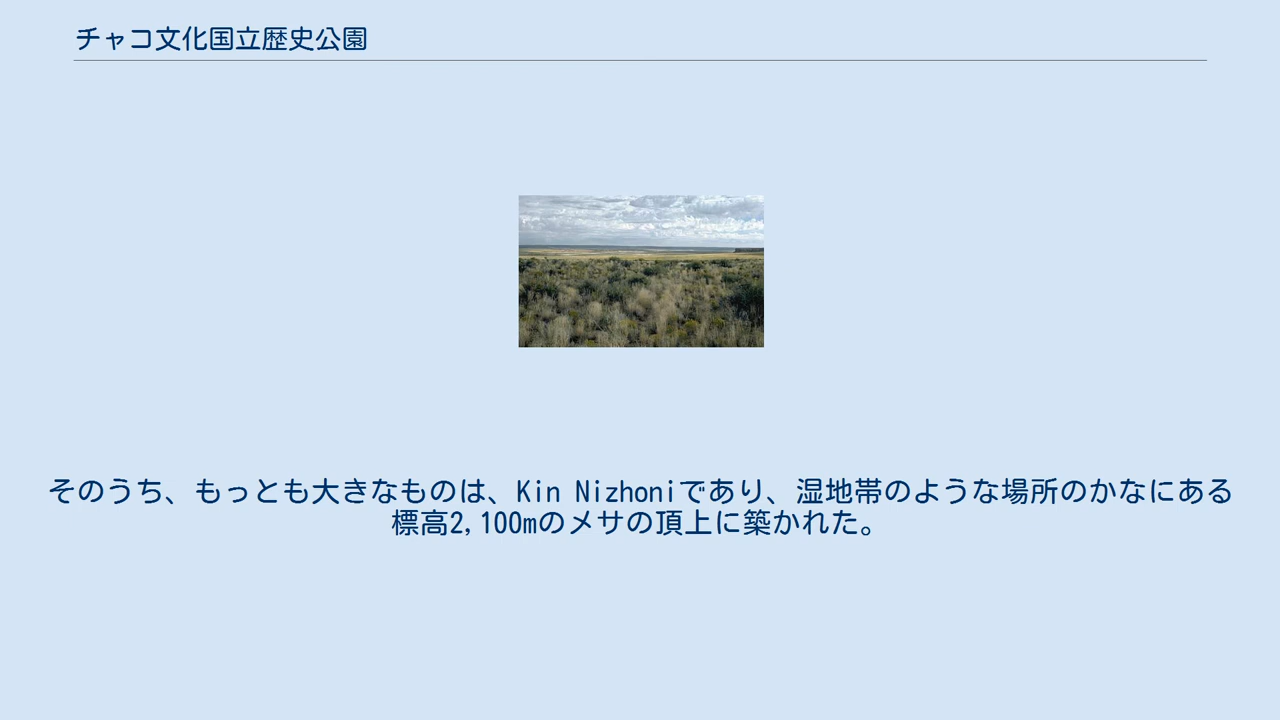 チャコ文化国立歴史公園
そのうち、もっとも大きなものは、Kin Nizhoniであり、湿地帯のような場所のかなにある
標高2,100mのメサの頂上に築かれた。